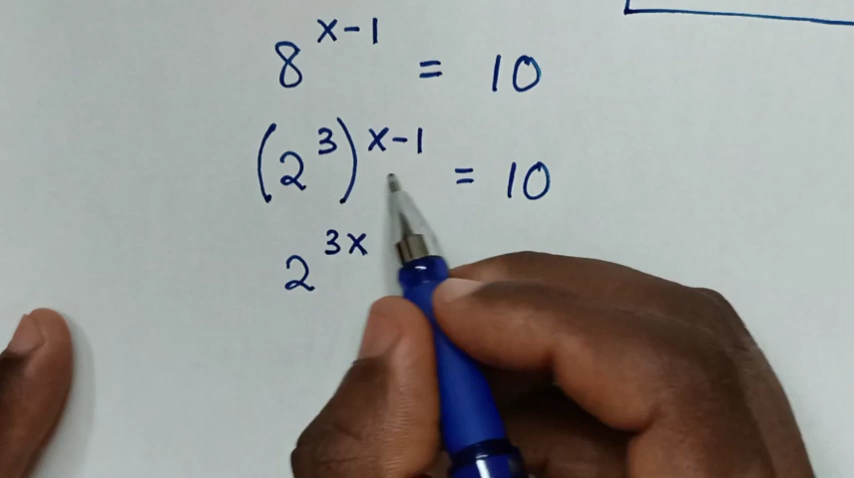 8^{x-1} = 10
(2^3)^{x-1} = 10
2^{3x}